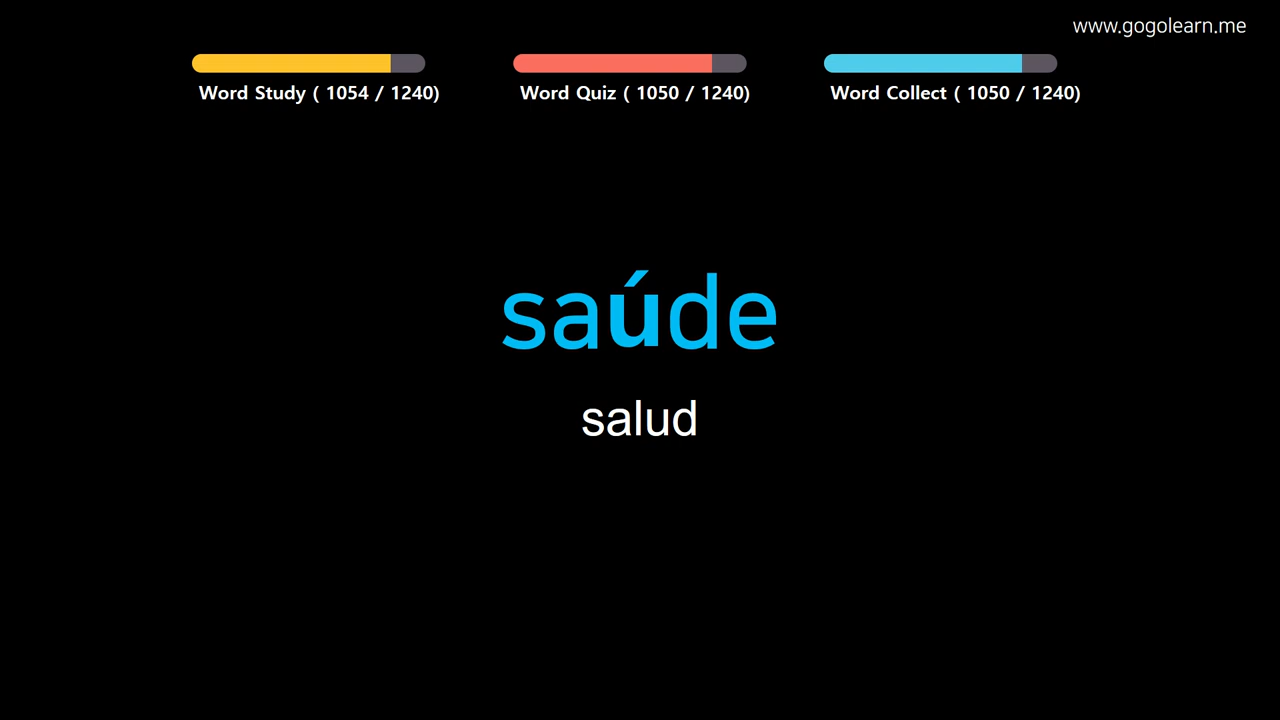 www.gogolearn.me
Word Study ( 1054 / 1240)
Word Quiz ( 1050 / 1240)
Word Collect ( 1050 / 1240)
saúde
salud